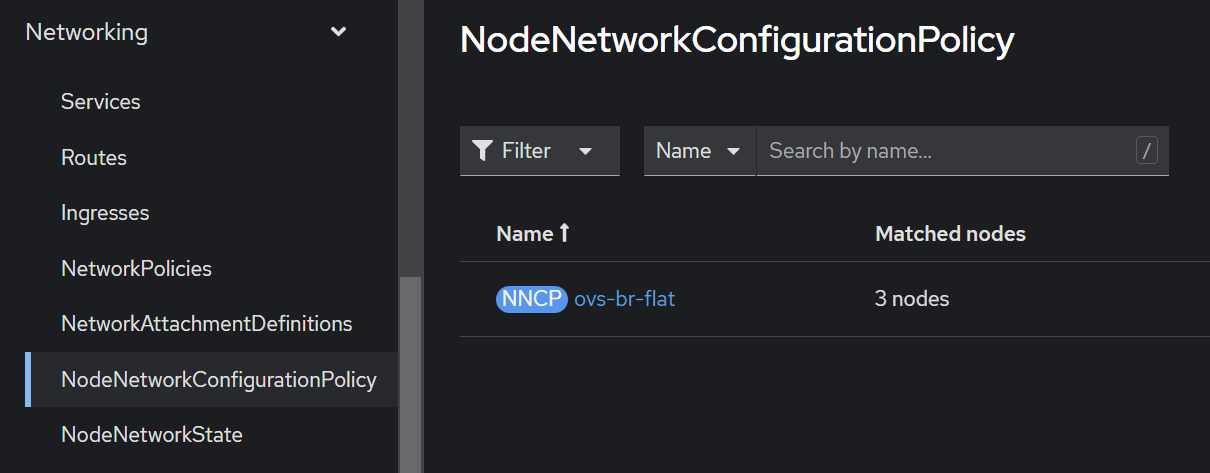 Networking
Services
Routes
Ingresses
NetworkPolicies
NetworkAttachmentDefinitions
NodeNetworkConfigurationPolicy
NodeNetworkState
NodeNetworkConfigurationPolicy
Filter Name Search by name... /
Name Matched nodes
NNCP ovs-br-flat 3 nodes